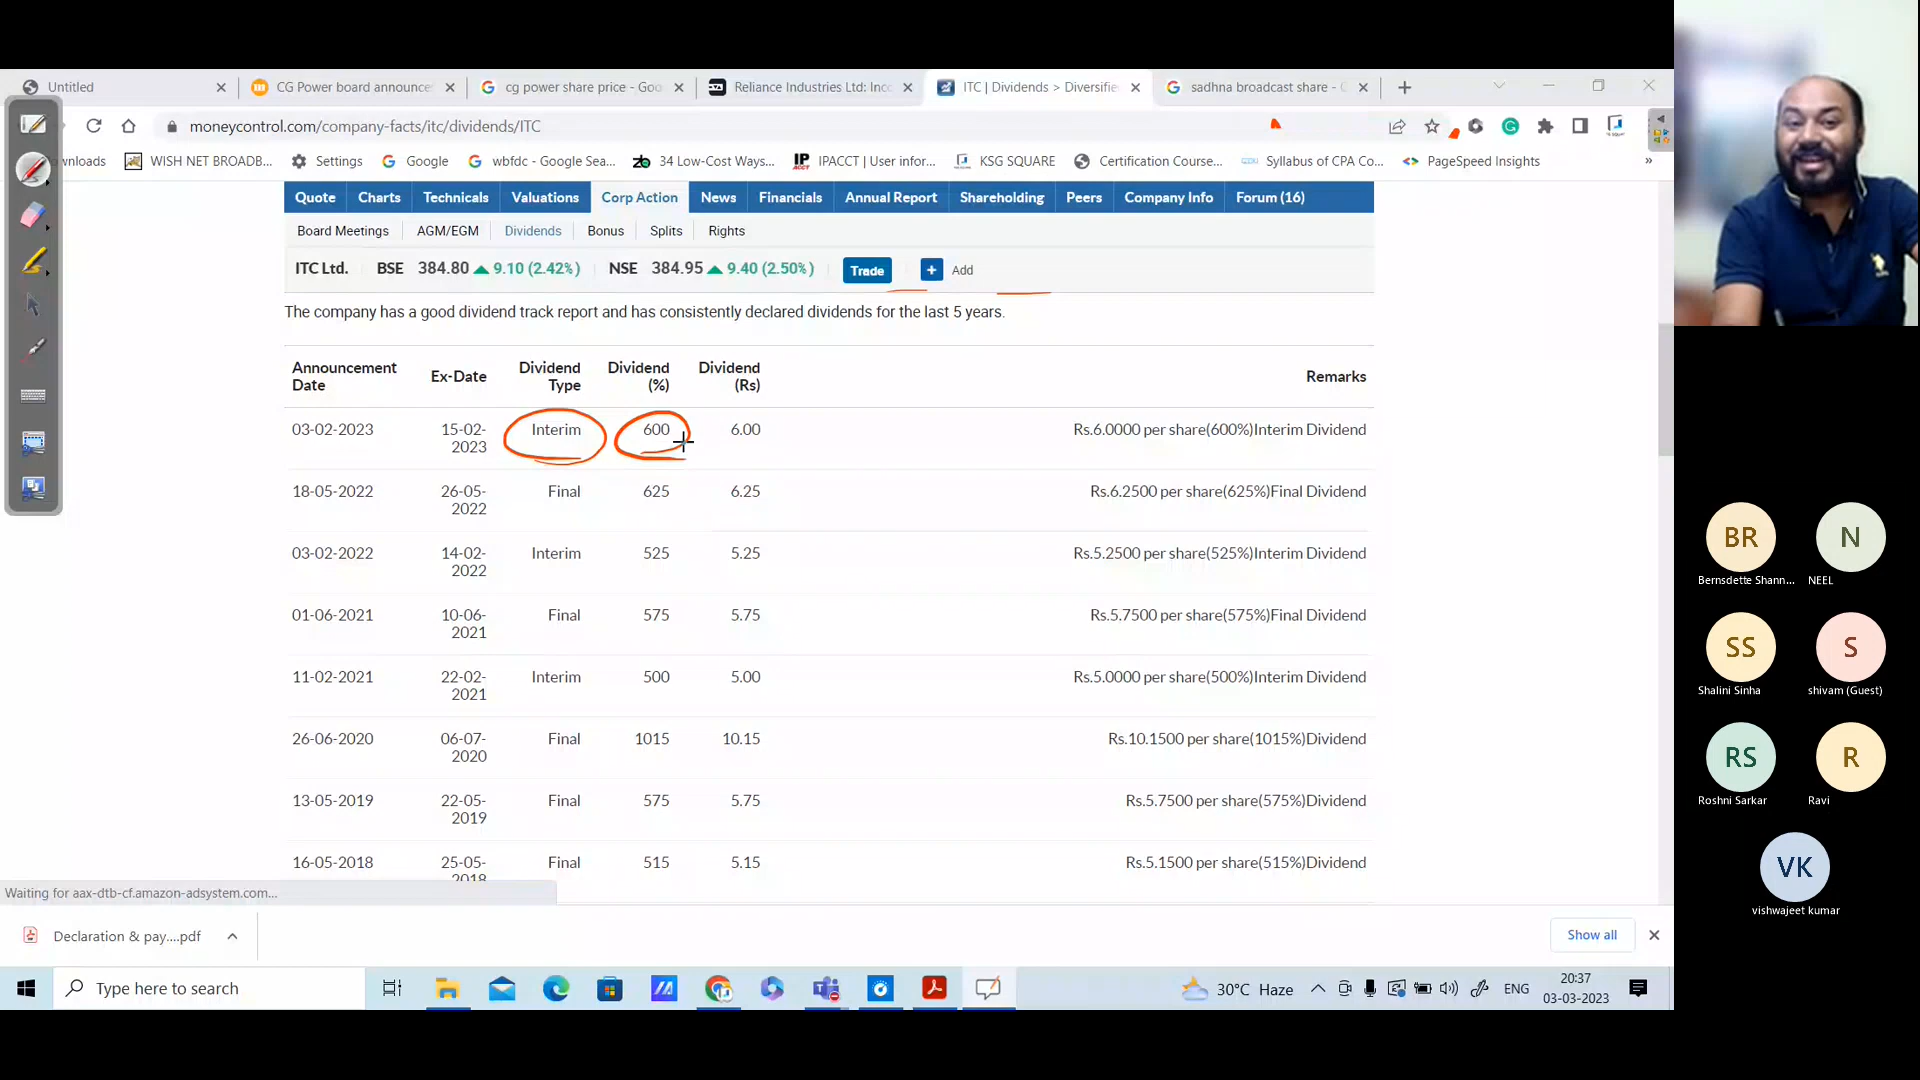 Untitled
CG Power board announce
cg power share price - Goo
Reliance Industries Ltd: Inc
ITC | Dividends > Diversifie
sadhna broadcast share - G
moneycontrol.com/company-facts/itc/dividends/ITC
wnloads
WISH NET BROADB...
Settings
Google
wbfdc - Google Sea...
34 Low-Cost Ways...
IPACCT | User infor...
KSG SQUARE
Certification Course...
Syllabus of CPA Co...
PageSpeed Insights
»
Quote Charts Technicals Valuations Corp Action News Financials Annual Report Shareholding Peers Company Info Forum (16)
Board Meetings AGM/EGM Dividends Bonus Splits Rights
ITC Ltd. BSE 384.80 9.10 (2.42%) NSE 384.95 9.40 (2.50%) Trade + Add
The company has a good dividend track report and has consistently declared dividends for the last 5 years.
Announcement Date Ex-Date Dividend Type Dividend (%) Dividend (Rs) Remarks
03-02-2023 15-02-2023 Interim 600 6.00 Rs.6.0000 per share(600%)Interim Dividend
18-05-2022 26-05-2022 Final 625 6.25 Rs.6.2500 per share(625%)Final Dividend
03-02-2022 14-02-2022 Interim 525 5.25 Rs.5.2500 per share(525%)Interim Dividend
01-06-2021 10-06-2021 Final 575 5.75 Rs.5.7500 per share(575%)Final Dividend
11-02-2021 22-02-2021 Interim 500 5.00 Rs.5.0000 per share(500%)Interim Dividend
26-06-2020 06-07-2020 Final 1015 10.15 Rs.10.1500 per share(1015%)Dividend
13-05-2019 22-05-2019 Final 575 5.75 Rs.5.7500 per share(575%)Dividend
16-05-2018 25-05-2018 Final 515 5.15 Rs.5.1500 per share(515%)Dividend
Waiting for aax-dtb-cf.amazon-adsystem.com...
Declaration & pay....pdf
Show all
Type here to search
30°C Haze
ENG
20:37
03-03-2023
BR
Bernsdette Shann...
N
NEEL
SS
Shalini Sinha
S
shivam (Guest)
RS
Roshni Sarkar
R
Ravi
VK
vishwajeet kumar